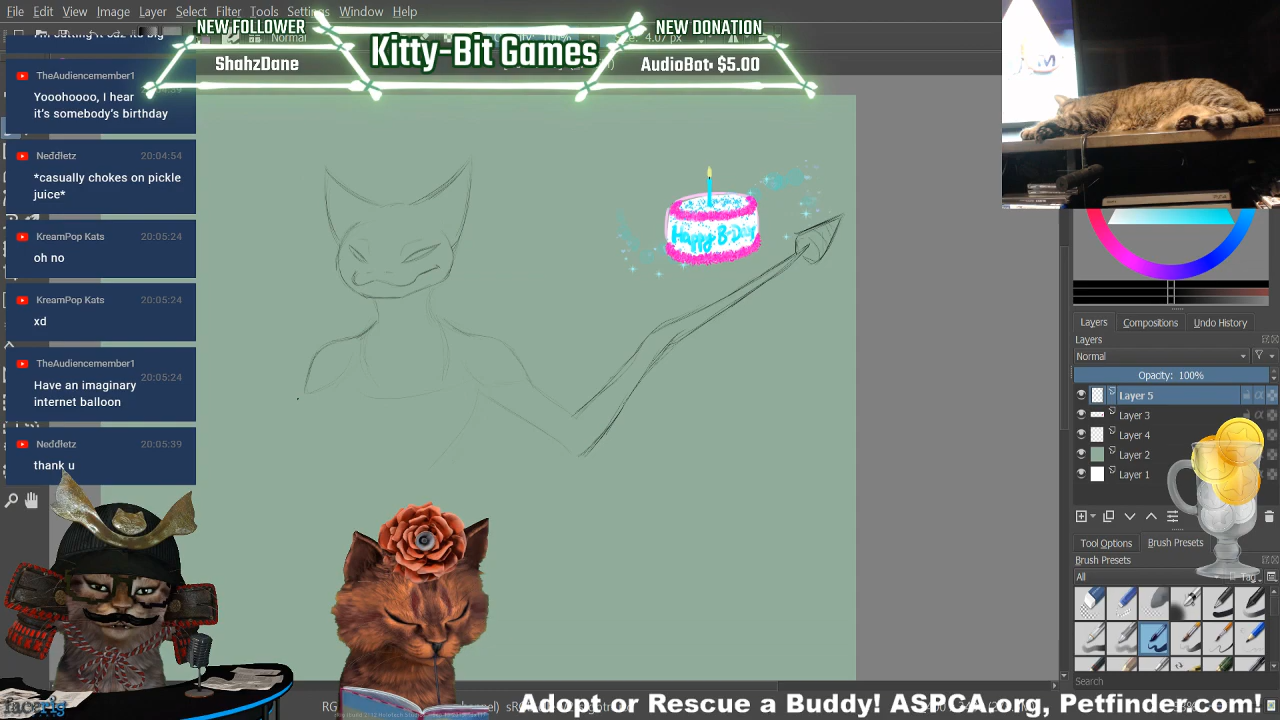 File Edit View Image Layer Select Filter Tools Settings Window Help
NEW FOLLOWER
NEW DONATION
Kitty-Bit Games
ShahzDane
AudioBot• $5.00
Normal
4.07 px
TheAudiencemember1
Yooohoooo, I hear
it's somebody's birthday
Neddletz 20:04:54
*casually chokes on pickle
juice*
KreamPop Kats 20:05:24
oh no
KreamPop Kats 20:05:24
xd
TheAudiencemember1 20:05:24
Have an imaginary
internet balloon
Neddletz 20:05:39
thank u
Happy B-Day
Layers Compositions Undo History
Layers
Normal
Opacity: 100%
Layer 5
Layer 3
Layer 4
Layer 2
Layer 1
Tool Options Brush Presets
Brush Presets
All
Tag
Search
facerig
Adopt or Rescue a Buddy! ASPCA.org, Petfinder.com!